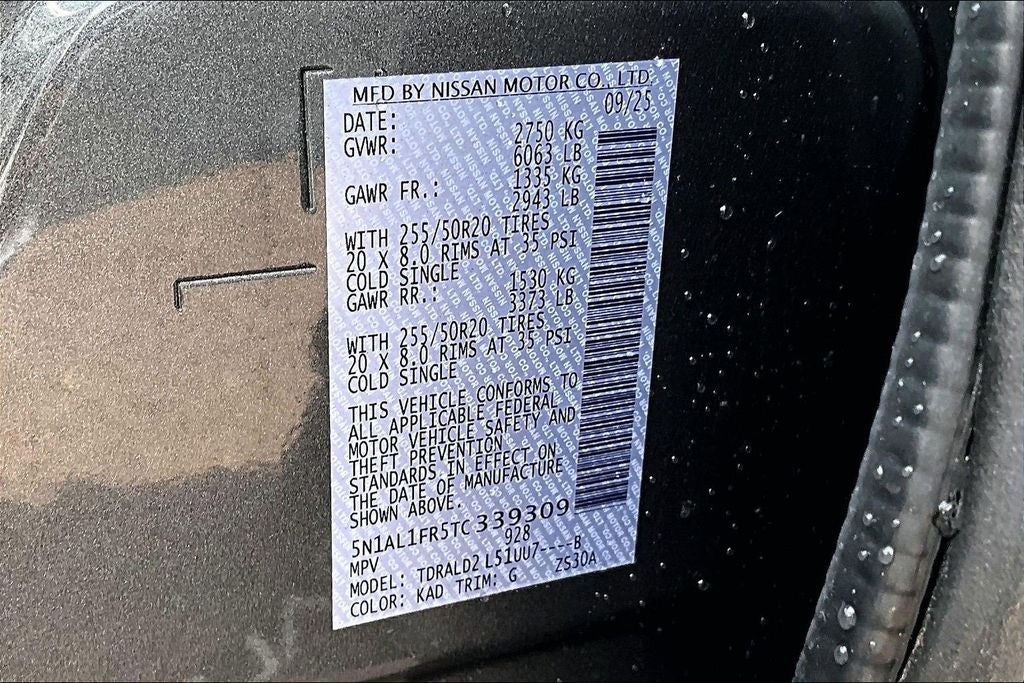 MFD BY NISSAN MOTOR CO., LTD.
DATE: 09/25
GVWR: 2750 KG
6063 LB
GAWR FR.: 1335 KG
2943 LB
WITH 255/50R20 TIRES
20 X 8.0 RIMS AT 35 PSI
COLD SINGLE
GAWR RR.: 1530 KG
3373 LB
WITH 255/50R20 TIRES
20 X 8.0 RIMS AT 35 PSI
COLD SINGLE
THIS VEHICLE CONFORMS TO
ALL APPLICABLE FEDERAL
MOTOR VEHICLE SAFETY AND
THEFT PREVENTION
STANDARDS IN EFFECT ON
THE DATE OF MANUFACTURE
SHOWN ABOVE.
5N1AL1FR5TC339309
MPV 928
MODEL: TDRALD2 L51UU7----B
COLOR: KAD TRIM: G ZS30A